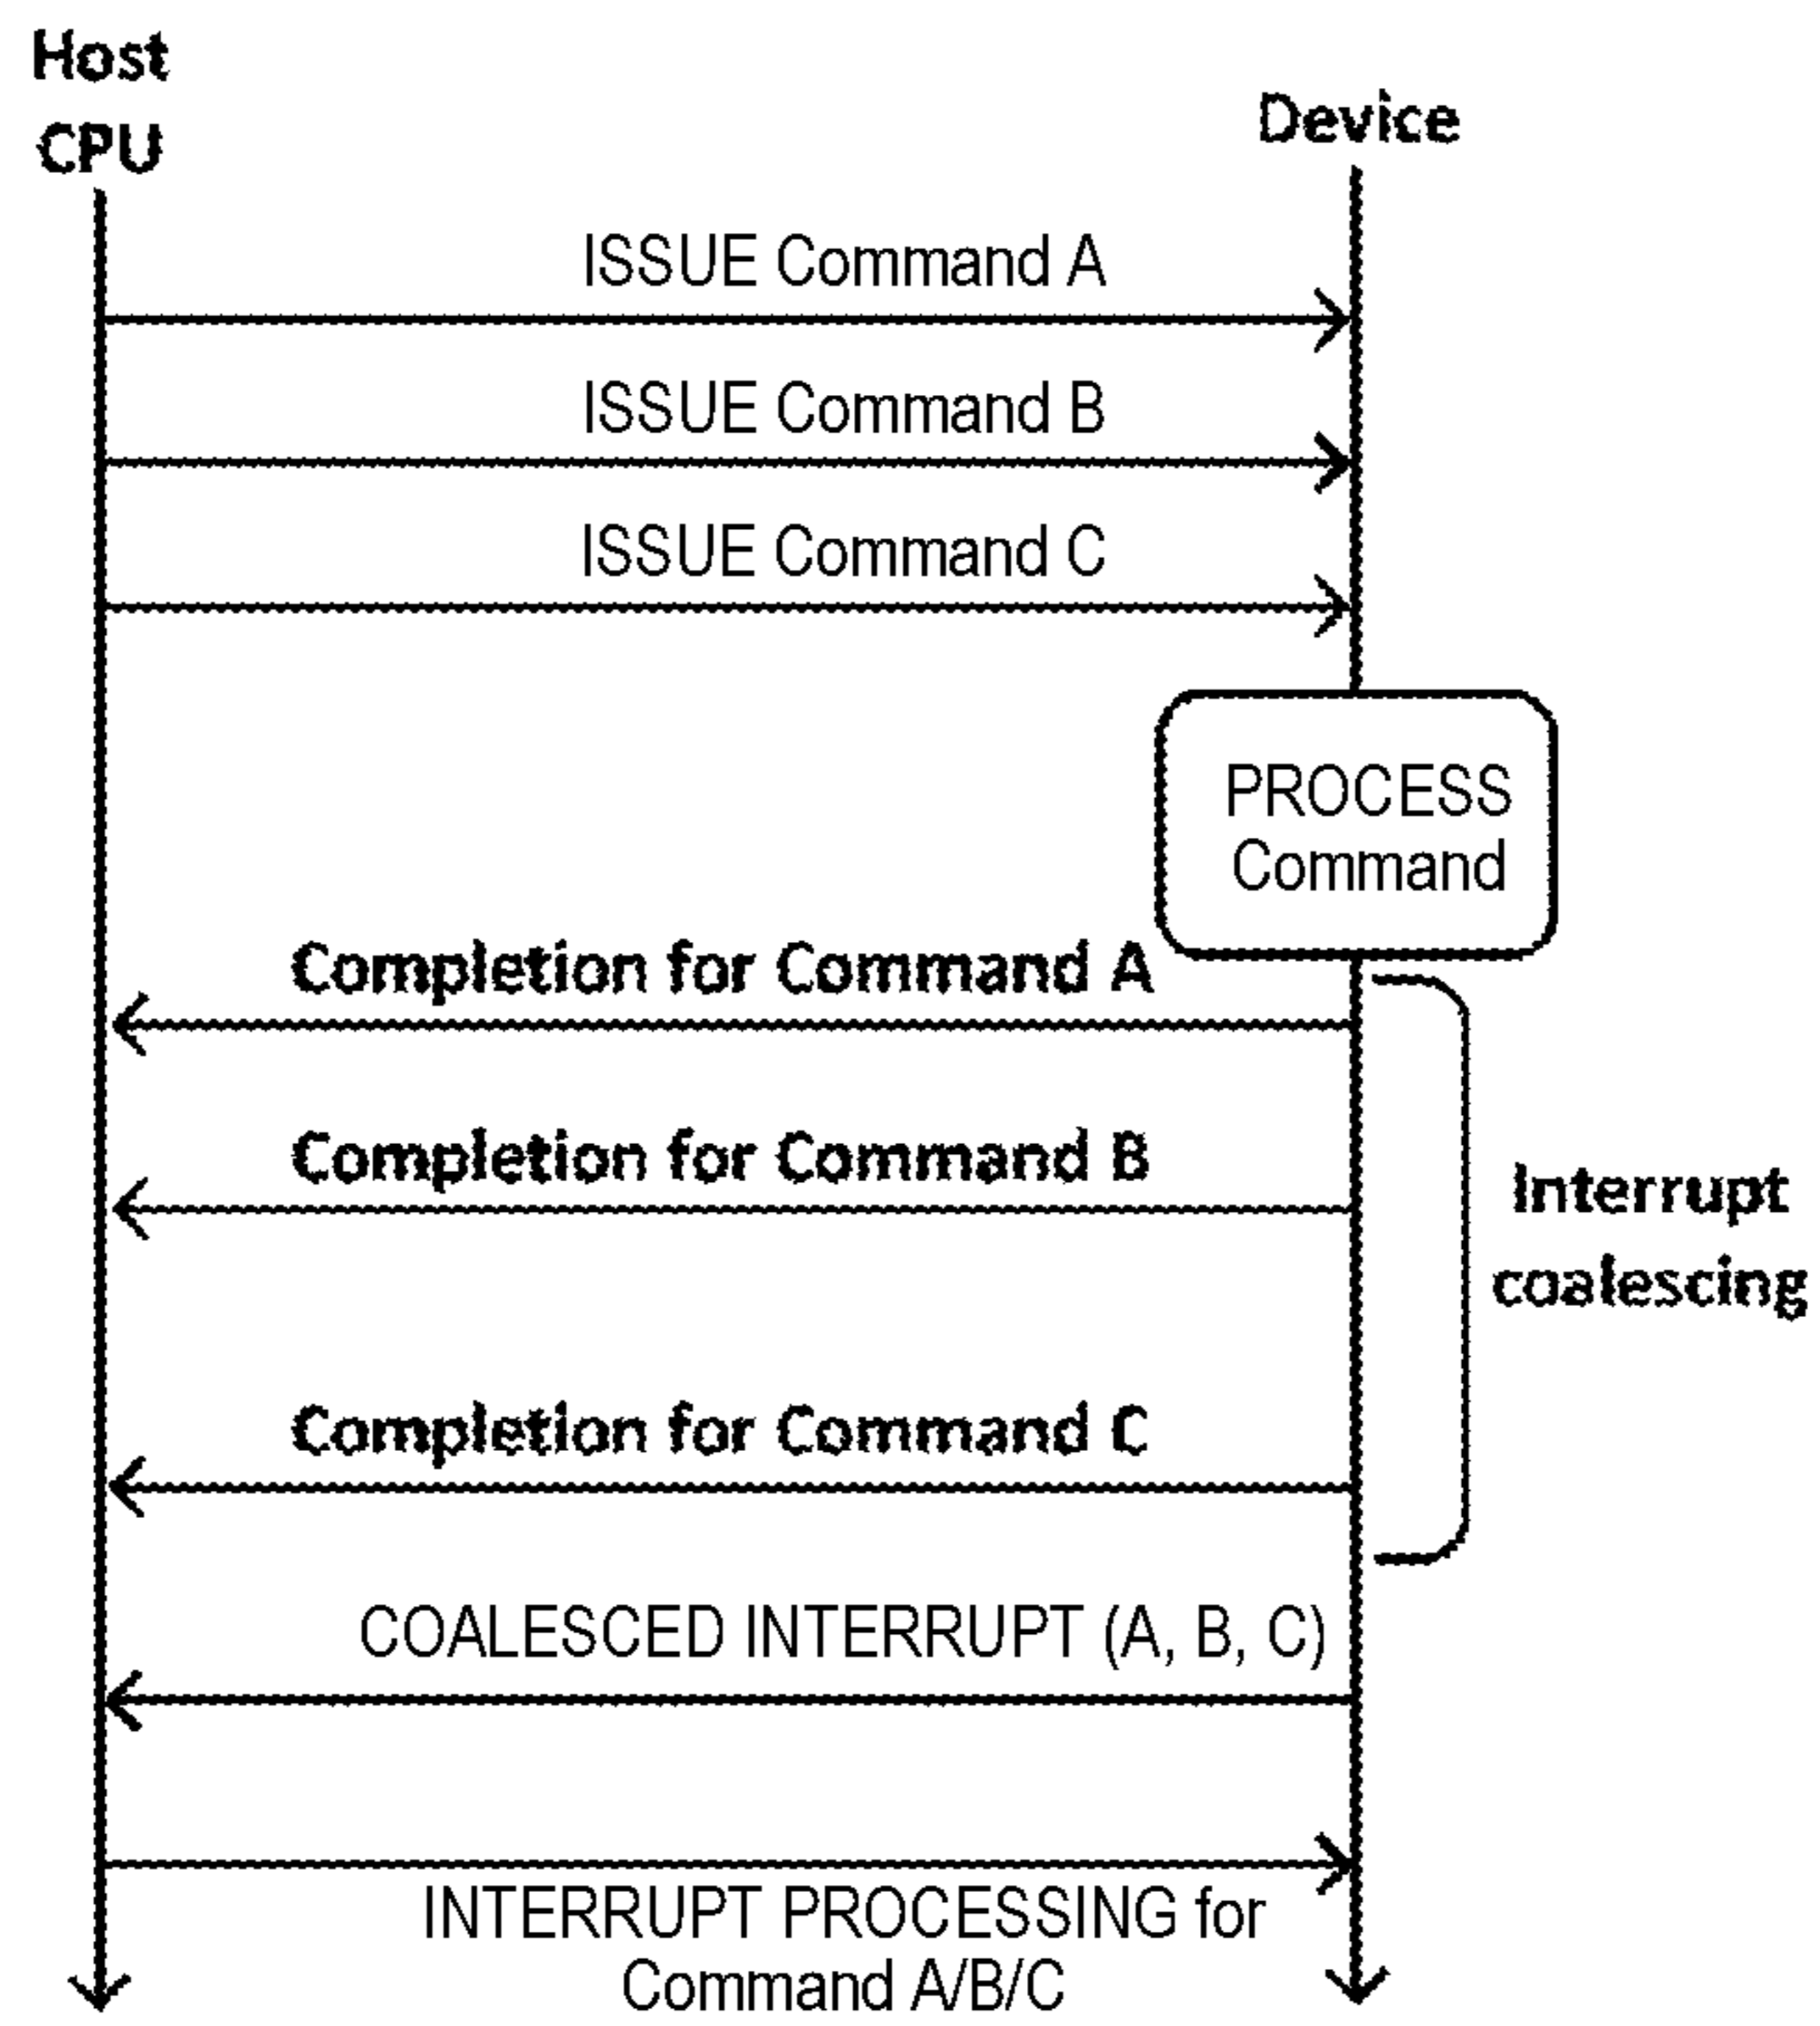 Host
CPU
Device
ISSUE Command A
ISSUE Command B
ISSUE Command C
PROCESS
Command
Completion for Command A
Completion for Command B
Interrupt
coalescing
Completion for Command C
COALESCED INTERRUPT (A, B, C)
INTERRUPT PROCESSING for
Command A/B/C